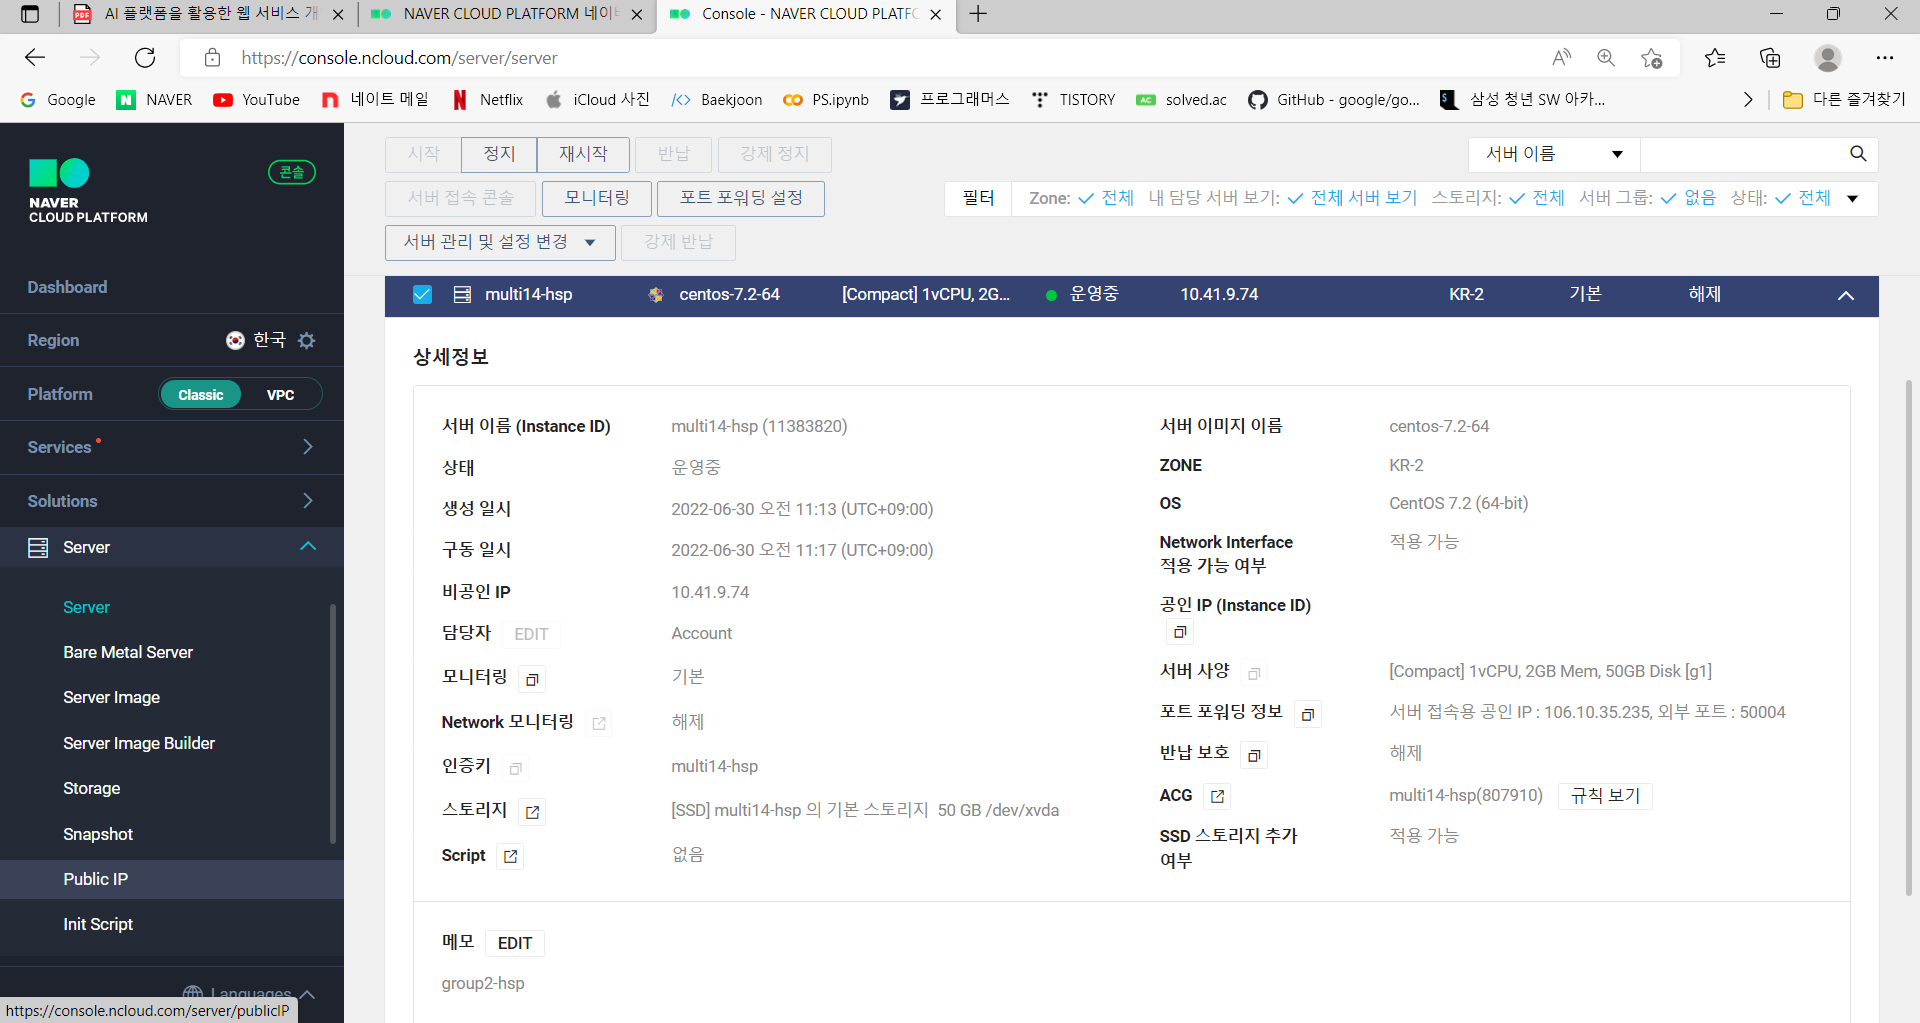 AI 플랫폼을 활용한 웹 서비스 개
NAVER CLOUD PLATFORM 네이버
Console - NAVER CLOUD PLATFO
https://console.ncloud.com/server/server
Google
NAVER
YouTube
네이트 메일
Netflix
iCloud 사진
Baekjoon
PS.ipynb
프로그래머스
TISTORY
solved.ac
GitHub - google/go...
삼성 청년 SW 아카...
다른 즐겨찾기
NAVER
CLOUD PLATFORM
콘솔
Dashboard
Region
한국
Platform
Classic
VPC
Services
Solutions
Server
Server
Bare Metal Server
Server Image
Server Image Builder
Storage
Snapshot
Public IP
Init Script
Languages
https://console.ncloud.com/server/publicIP
시작
정지
재시작
반납
강제 정지
서버 접속 콘솔
모니터링
포트 포워딩 설정
서버 관리 및 설정 변경
강제 반납
서버 이름
필터
Zone: 전체 내 담당 서버 보기: 전체 서버 보기 스토리지: 전체 서버 그룹: 없음 상태: 전체
multi14-hsp centos-7.2-64 [Compact] 1vCPU, 2G... 운영중 10.41.9.74 KR-2 기본 해제
상세정보
서버 이름 (Instance ID) multi14-hsp (11383820)
상태 운영중
생성 일시 2022-06-30 오전 11:13 (UTC+09:00)
구동 일시 2022-06-30 오전 11:17 (UTC+09:00)
비공인 IP 10.41.9.74
담당자 EDIT Account
모니터링 기본
Network 모니터링 해제
인증키 multi14-hsp
스토리지 [SSD] multi14-hsp 의 기본 스토리지 50 GB /dev/xvda
Script 없음
서버 이미지 이름 centos-7.2-64
ZONE KR-2
OS CentOS 7.2 (64-bit)
Network Interface 적용 가능
적용 가능 여부
공인 IP (Instance ID)
서버 사양 [Compact] 1vCPU, 2GB Mem, 50GB Disk [g1]
포트 포워딩 정보 서버 접속용 공인 IP : 106.10.35.235, 외부 포트 : 50004
반납 보호 해제
ACG multi14-hsp(807910) 규칙 보기
SSD 스토리지 추가 적용 가능
여부
메모 EDIT
group2-hsp